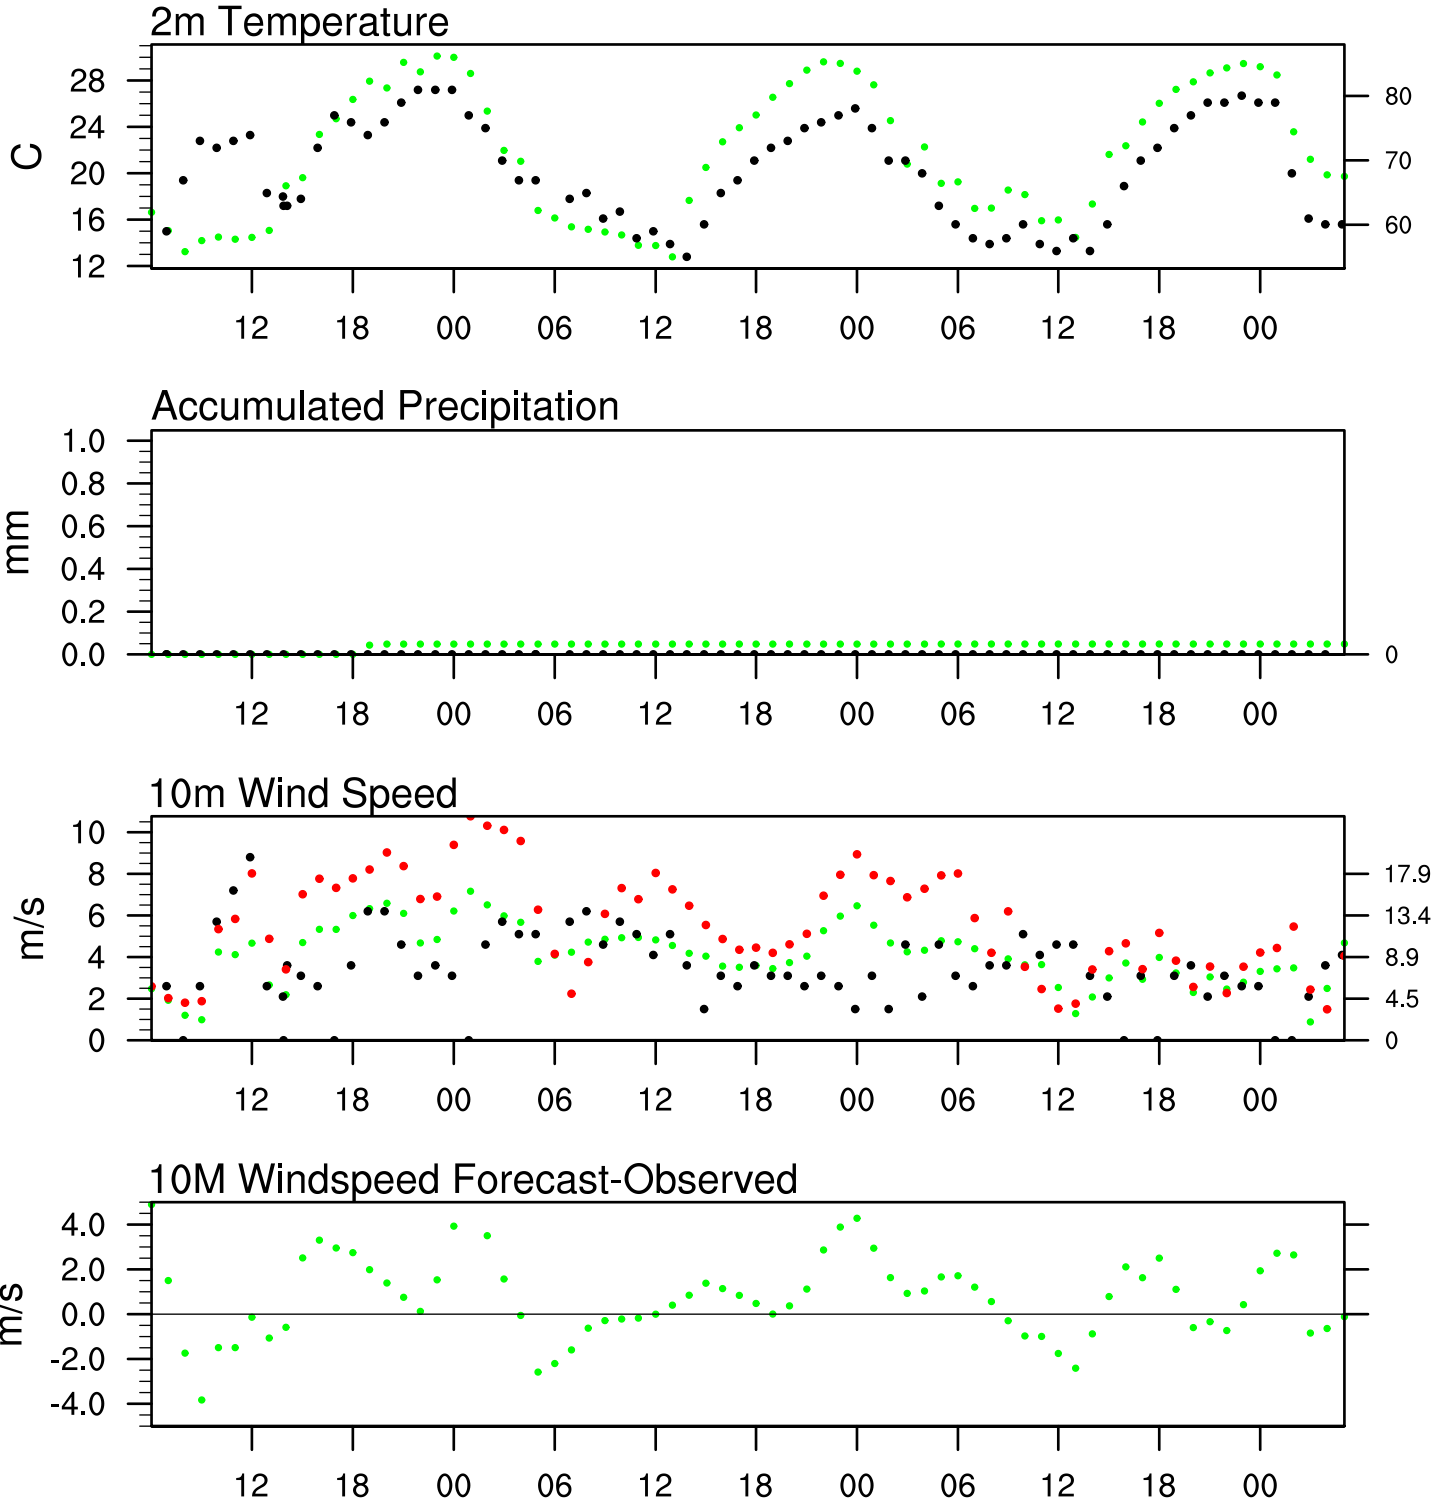 2m Temperature
C
28
24
20
16
12
80
70
60
12 18 00 06 12 18 00 06 12 18 00
Accumulated Precipitation
mm
1.0
0.8
0.6
0.4
0.2
0.0
0
12 18 00 06 12 18 00 06 12 18 00
10m Wind Speed
m/s
10
8
6
4
2
0
17.9
13.4
8.9
4.5
0
12 18 00 06 12 18 00 06 12 18 00
10M Windspeed Forecast-Observed
m/s
4.0
2.0
0.0
-2.0
-4.0
12 18 00 06 12 18 00 06 12 18 00